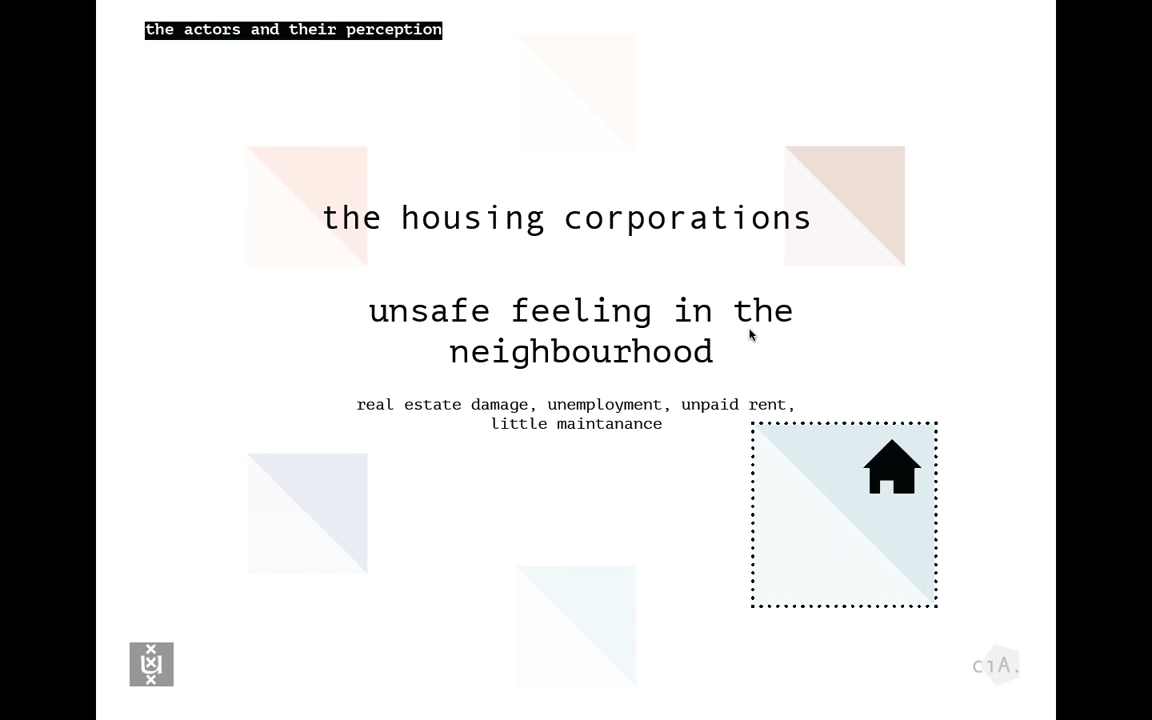 the actors and their perception
the housing corporations
unsafe feeling in the
neighbourhood
real estate damage, unemployment, unpaid rent,
little maintanance
c1A.